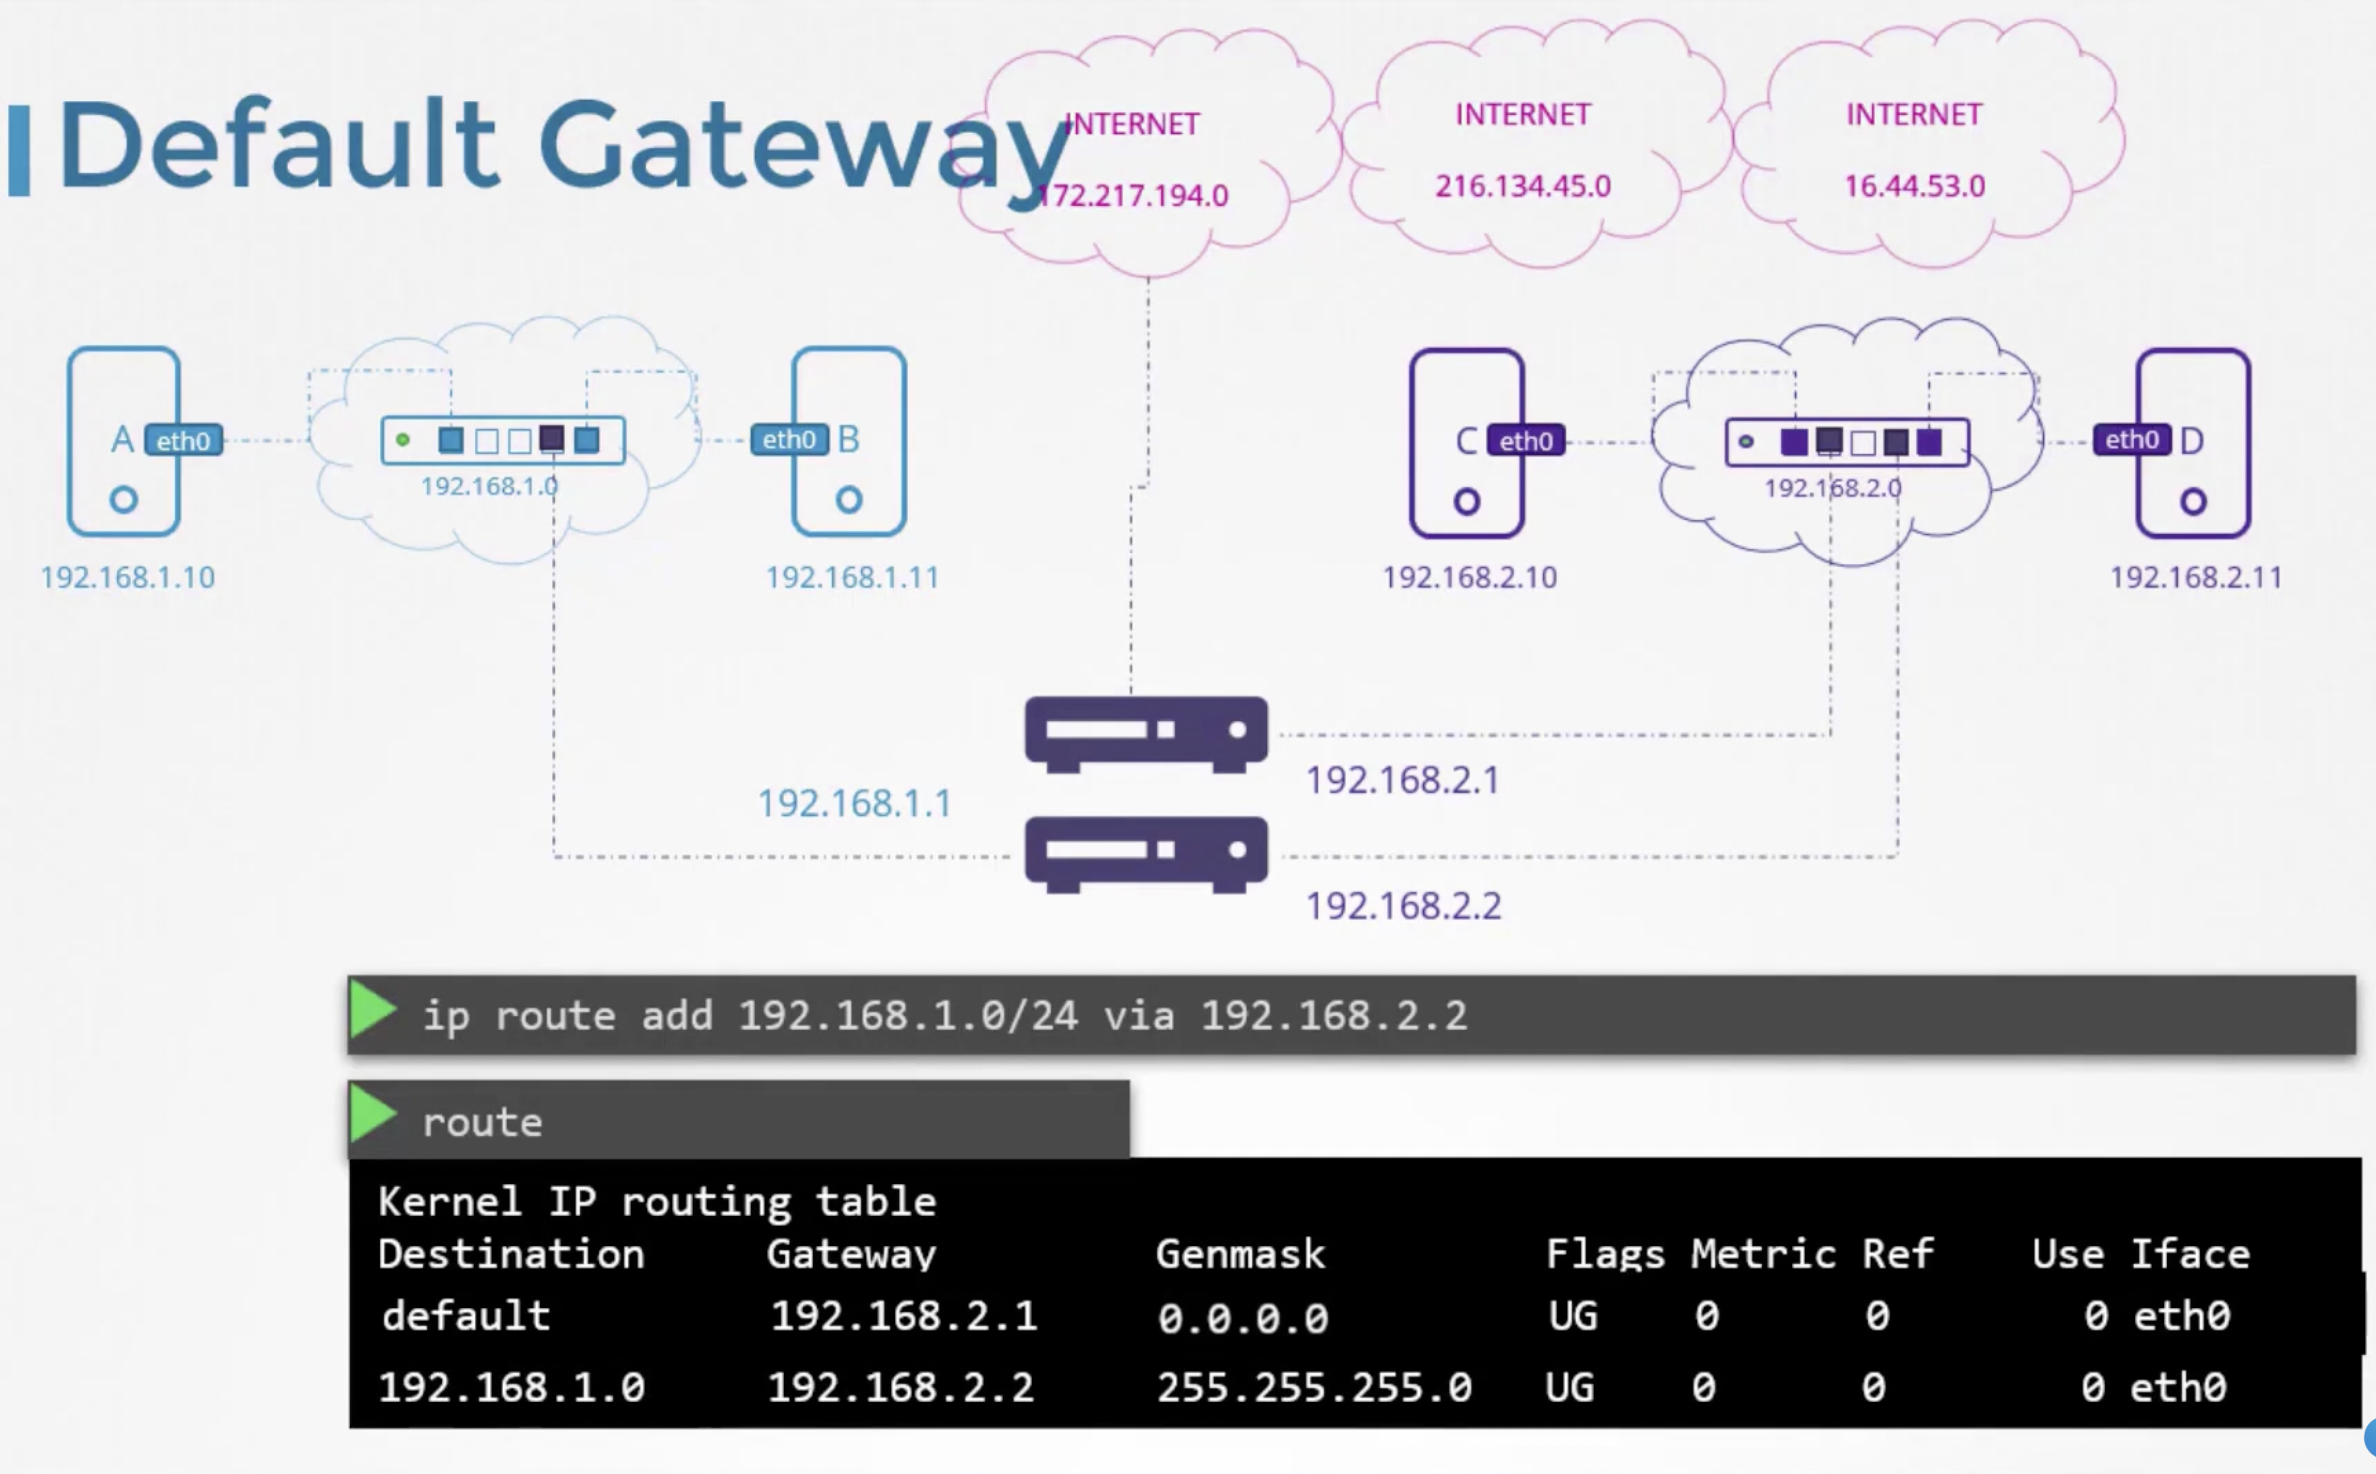 Default Gateway
INTERNET
172.217.194.0
INTERNET
216.134.45.0
INTERNET
16.44.53.0
A
eth0
192.168.1.10
192.168.1.0
eth0
B
192.168.1.11
C
eth0
192.168.2.10
192.168.2.0
eth0
D
192.168.2.11
192.168.2.1
192.168.1.1
192.168.2.2
ip route add 192.168.1.0/24 via 192.168.2.2
route
Kernel IP routing table
Destination Gateway Genmask Flags Metric Ref Use Iface
default 192.168.2.1 0.0.0.0 UG 0 0 0 eth0
192.168.1.0 192.168.2.2 255.255.255.0 UG 0 0 0 eth0